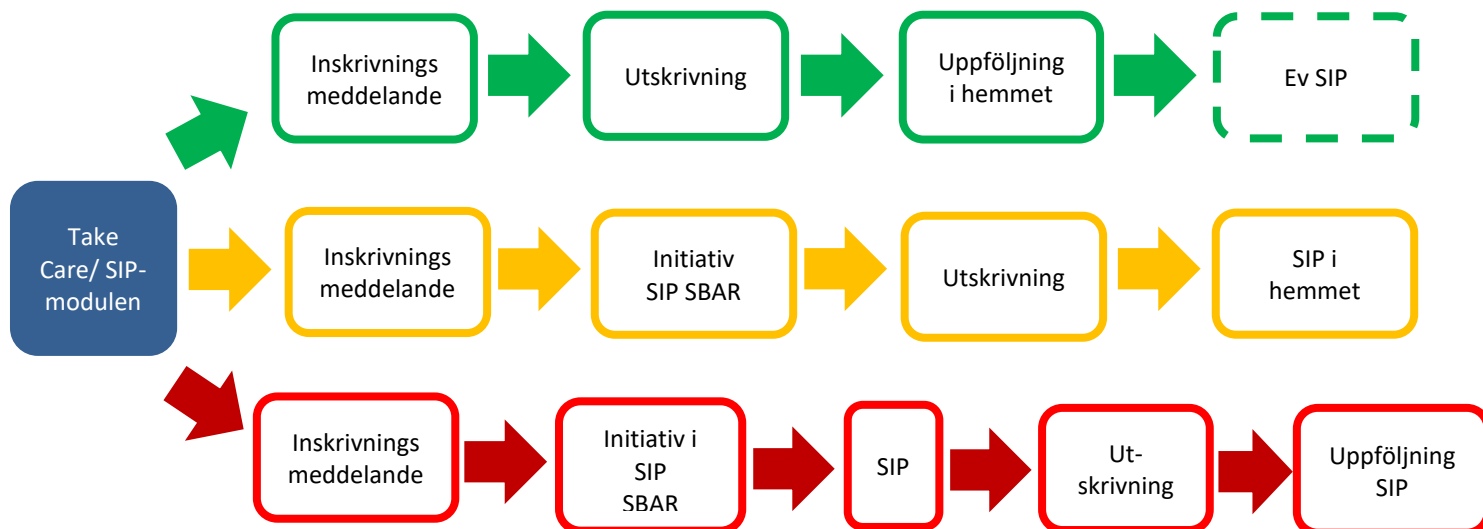 Inskrivnings
meddelande
Utskrivning
Uppföljning
i hemmet
Ev SIP
Take
Care/ SIP-
modulen
Inskrivnings
meddelande
Initiativ
SIP SBAR
Utskrivning
SIP i
hemmet
Inskrivnings
meddelande
Initiativ i
SIP
SBAR
SIP
Ut-
skrivning
Uppföljning
SIP